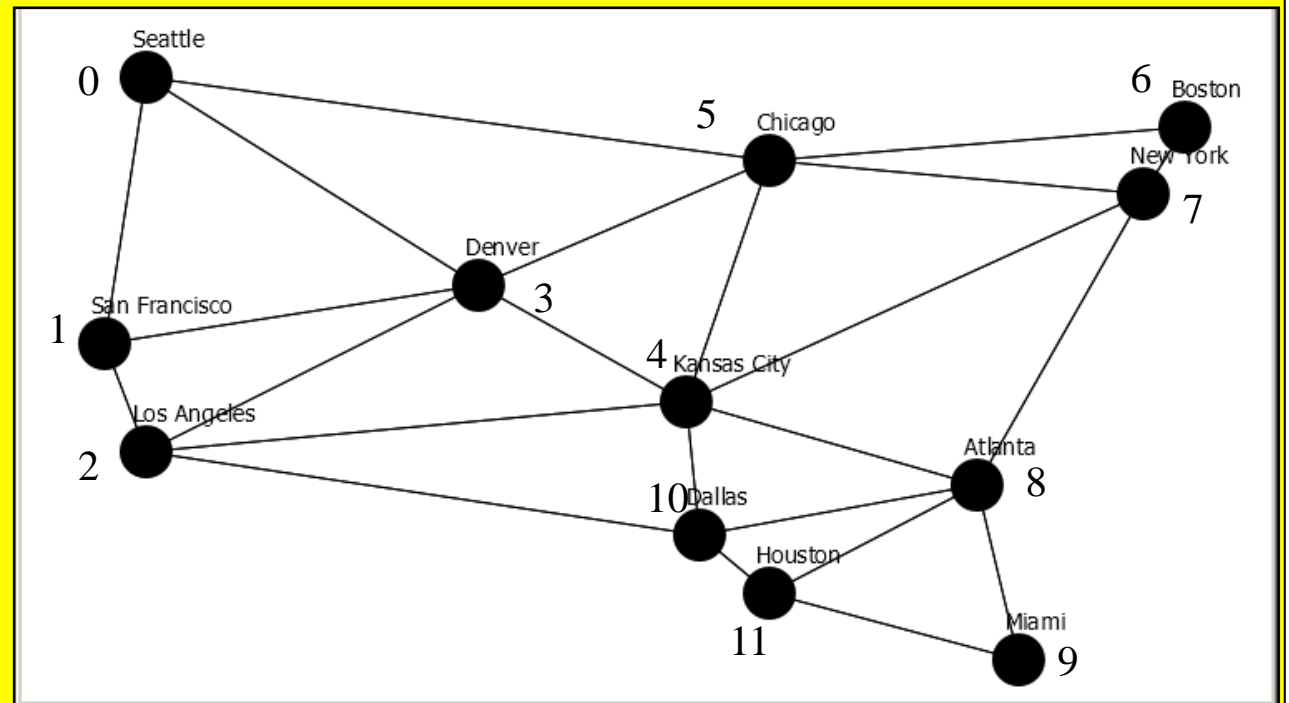 Seattle
0
6
Boston
5
Chicago
New York
7
Denver
3
San Francisco
1
4
Kansas City
Los Angeles
2
Atlanta
8
10
Dallas
Houston
11
Miami
9